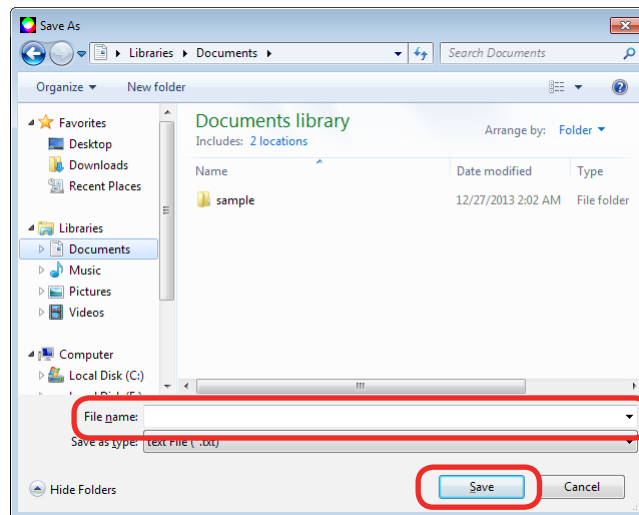 Save As
Libraries Documents
Search Documents
Organize New folder
Favorites
Desktop
Downloads
Recent Places
Libraries
Documents
Music
Pictures
Videos
Computer
Local Disk (C:)
Documents library
Includes: 2 locations
Arrange by: Folder
Name Date modified Type
sample 12/27/2013 2:02 AM File folder
File name:
Save as type: text File (*.txt)
Hide Folders
Save Cancel